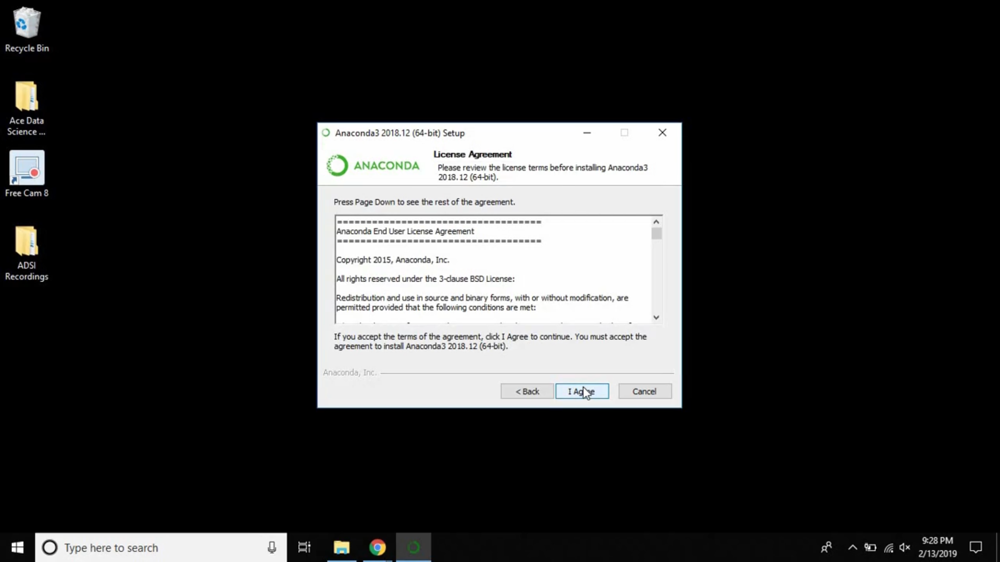 Recycle Bin
Ace Data
Science ...
Free Cam 8
ADSI
Recordings
Anaconda3 2018.12 (64-bit) Setup
ANACONDA
License Agreement
Please review the license terms before installing Anaconda3
2018.12 (64-bit).
Press Page Down to see the rest of the agreement.
===================================
Anaconda End User License Agreement
===================================
Copyright 2015, Anaconda, Inc.
All rights reserved under the 3-clause BSD License:
Redistribution and use in source and binary forms, with or without modification, are
permitted provided that the following conditions are met:
If you accept the terms of the agreement, click I Agree to continue. You must accept the
agreement to install Anaconda3 2018.12 (64-bit).
Anaconda, Inc.
< Back
I Agree
Cancel
Type here to search
9:28 PM
2/13/2019